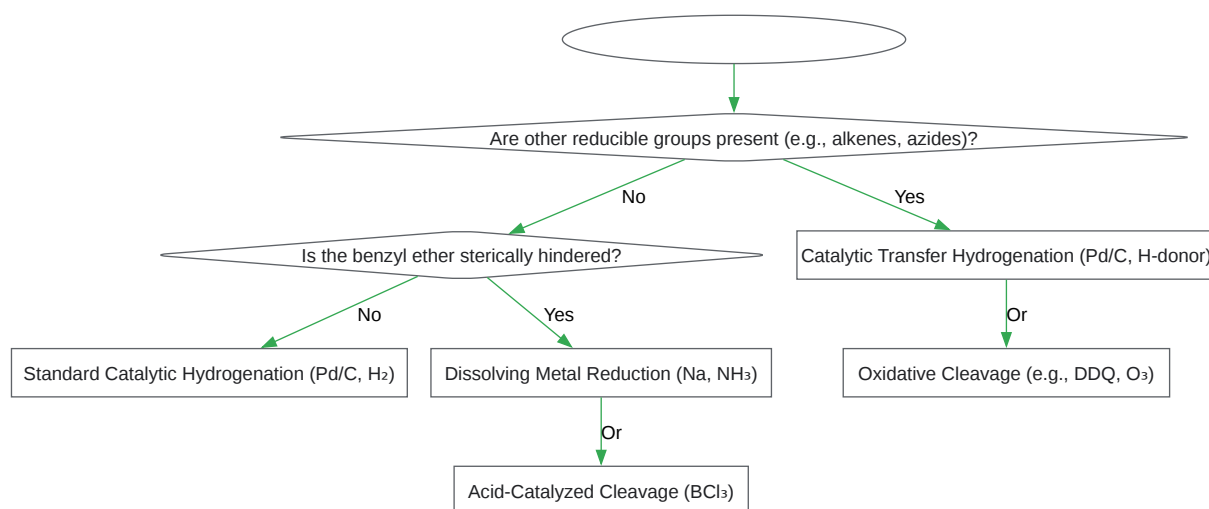 Are other reducible groups present (e.g., alkenes, azides)?
No
Yes
Is the benzyl ether sterically hindered?
Catalytic Transfer Hydrogenation (Pd/C, H-donor)
No
Yes
Or
Standard Catalytic Hydrogenation (Pd/C, H₂)
Dissolving Metal Reduction (Na, NH₃)
Oxidative Cleavage (e.g., DDQ, O₃)
Or
Acid-Catalyzed Cleavage (BCl₃)